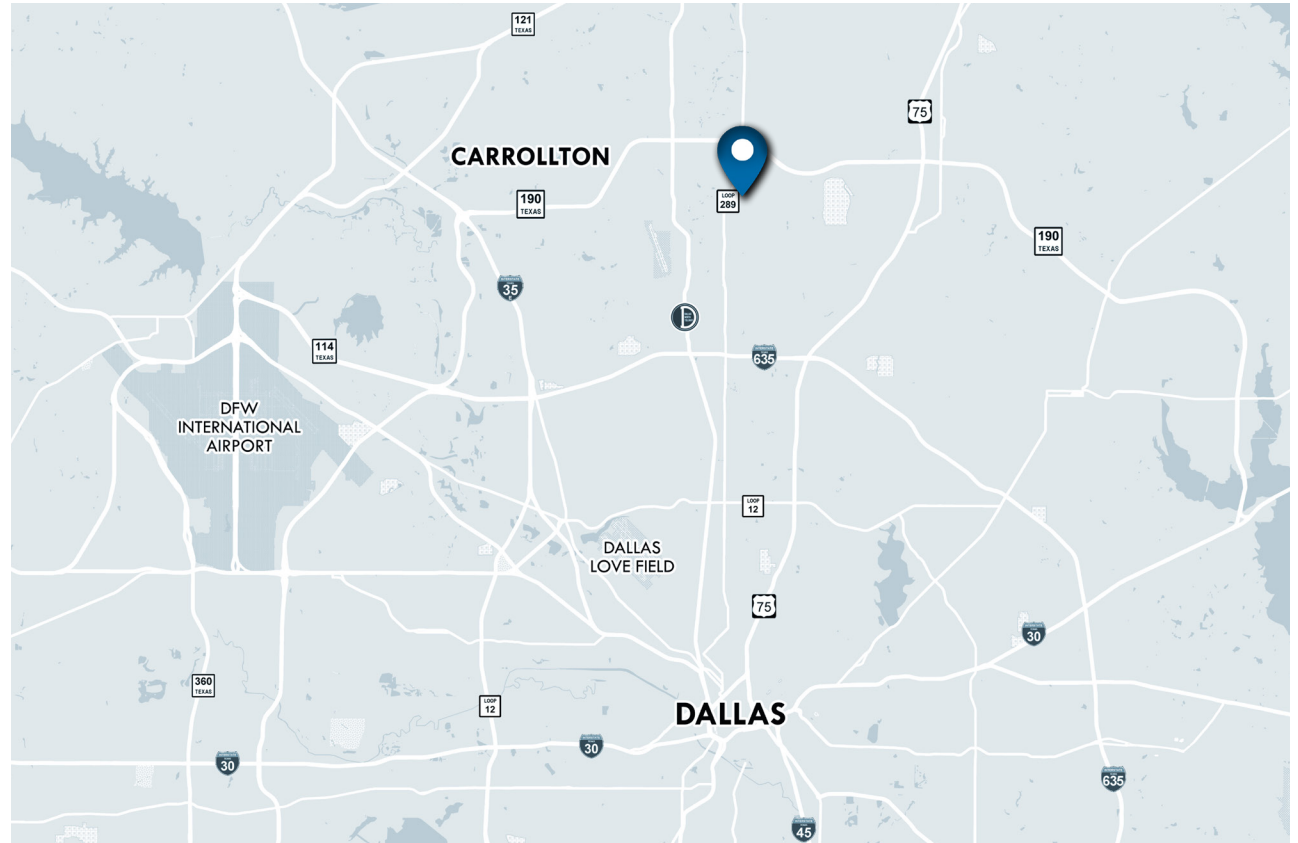 121
TEXAS
75
CARROLLTON
190
TEXAS
LOOP
289
190
TEXAS
35
E
114
TEXAS
635
DFW
INTERNATIONAL
AIRPORT
LOOP
12
DALLAS
LOVE FIELD
75
30
360
TEXAS
LOOP
12
DALLAS
30
30
635
45